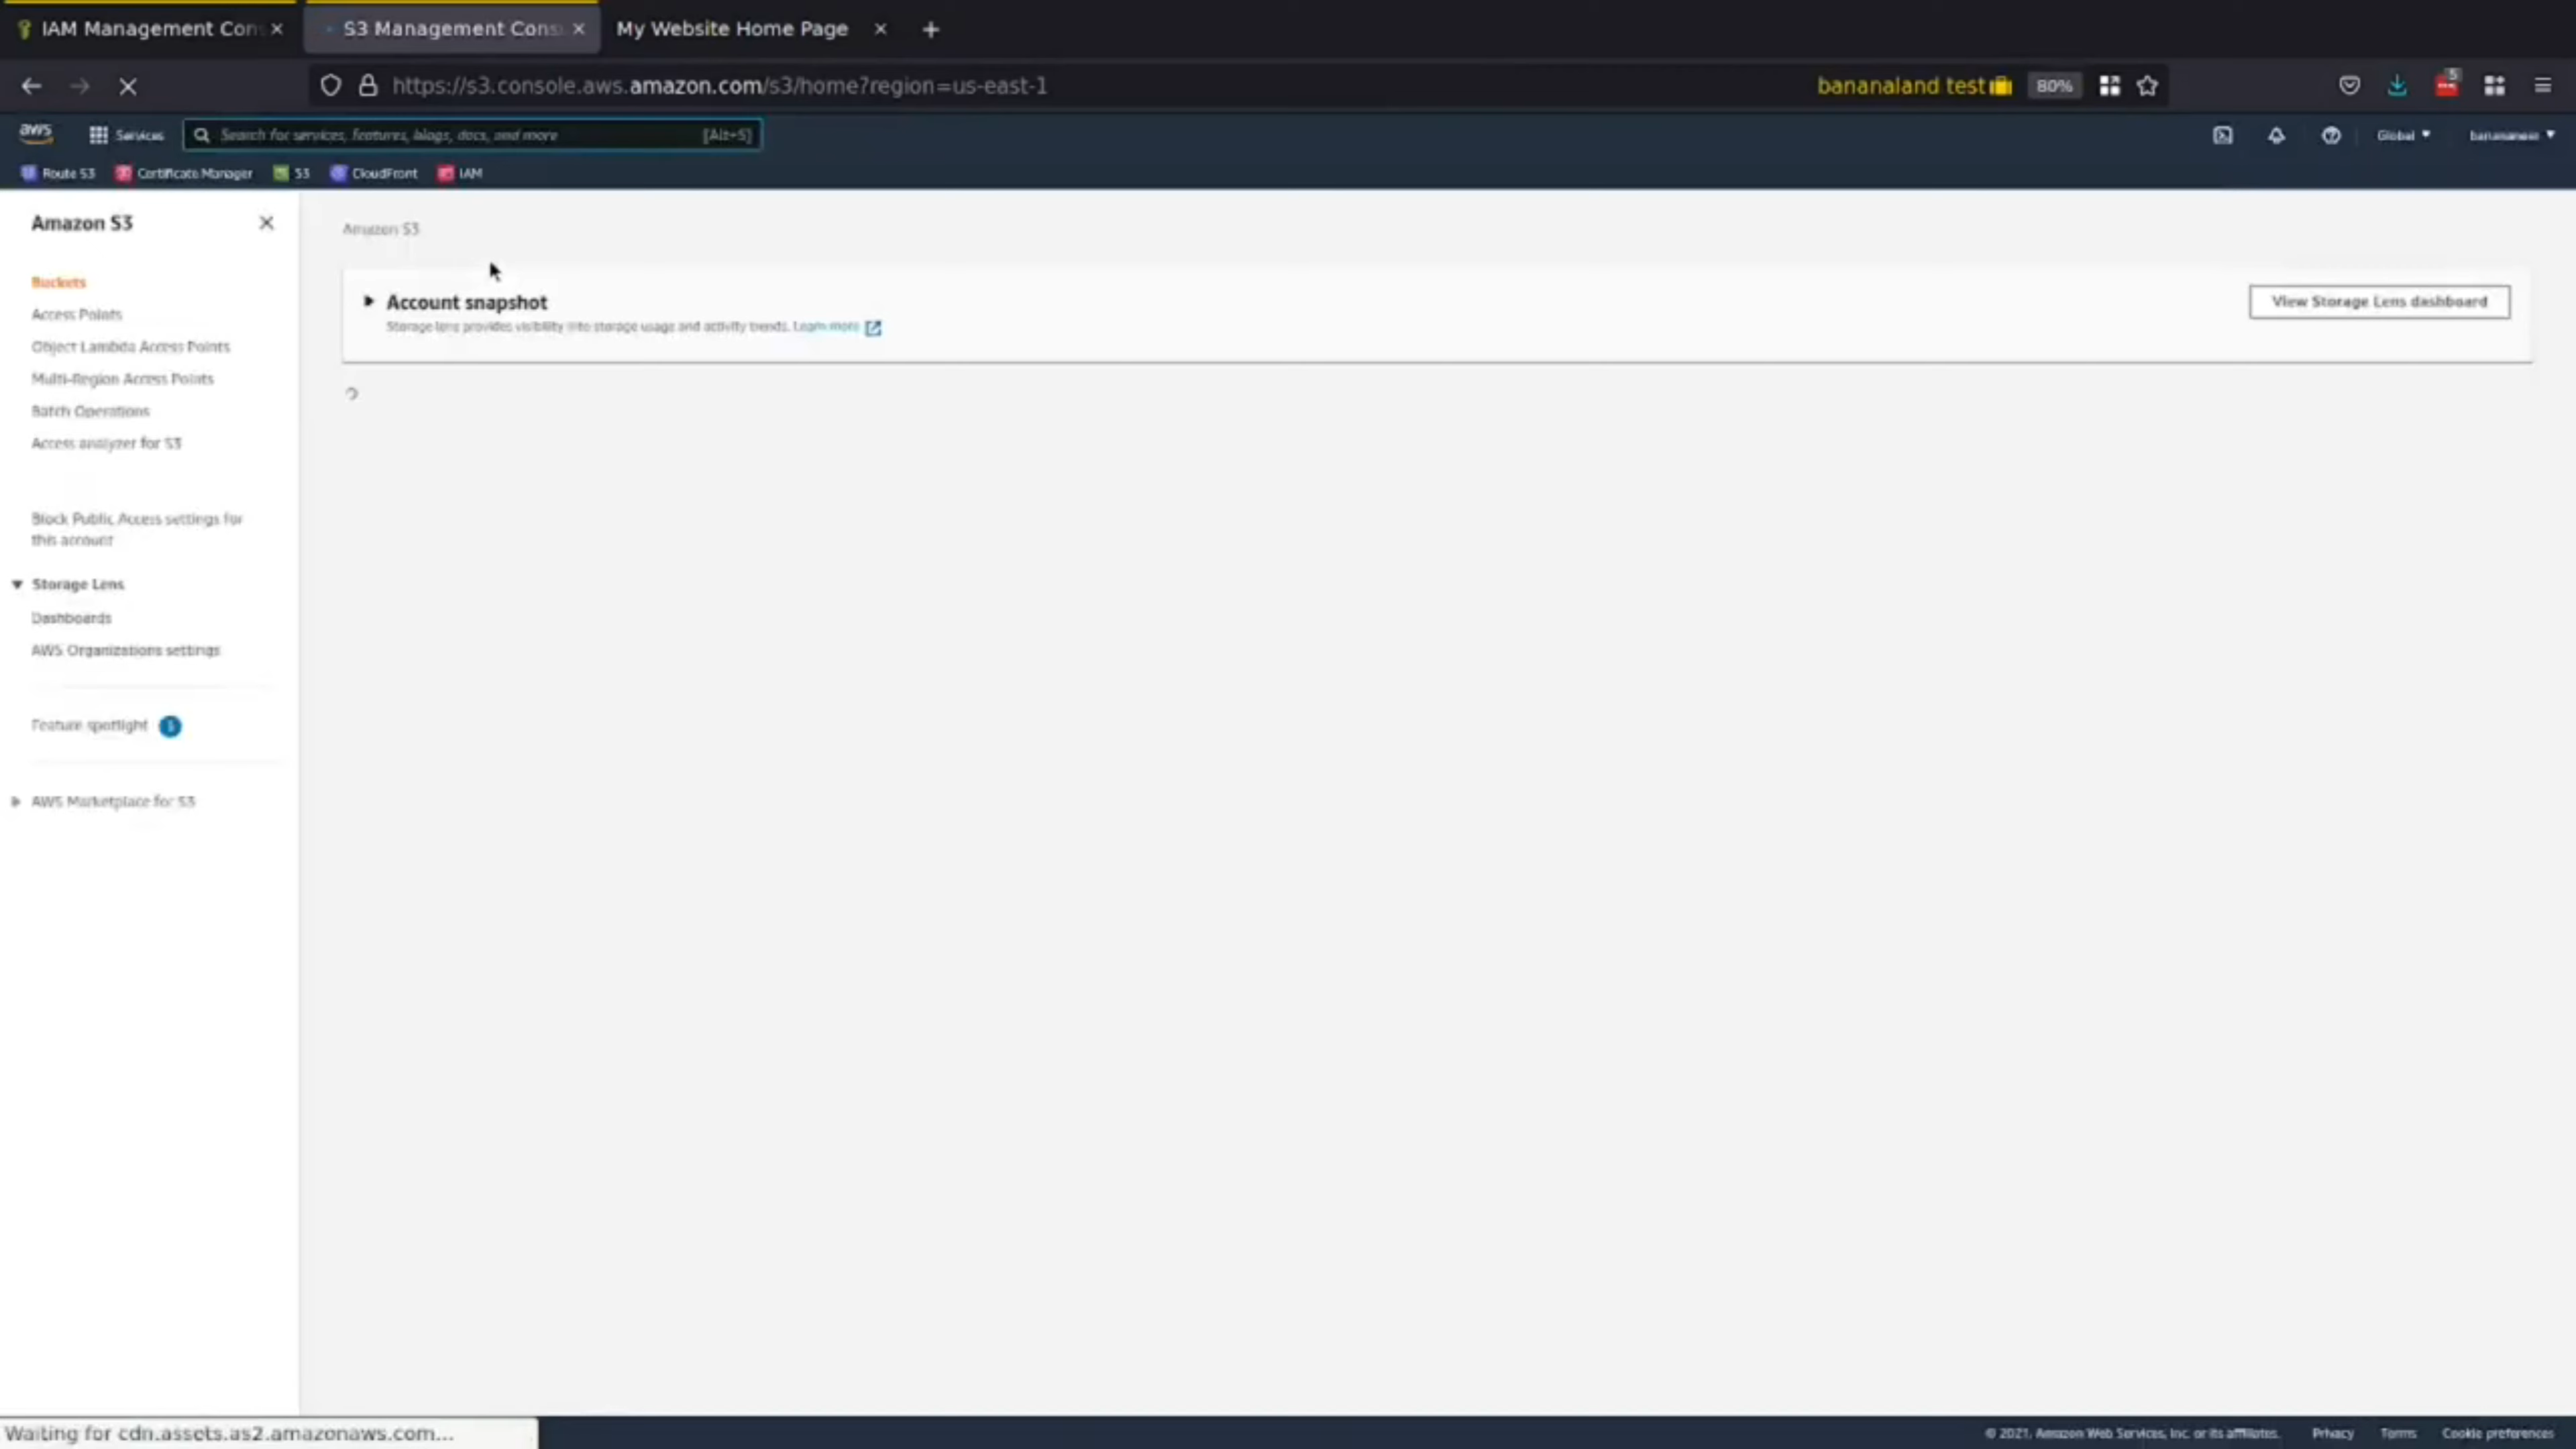 IAM Management Con
S3 Management Cons
My Website Home Page
https://s3.console.aws.amazon.com/s3/home?region=us-east-1
bananaland test
80%
5
aws
Services
Search for services, features, blogs, docs, and more
[Alt+S]
Global
Route 53
Certificate Manager
S3
CloudFront
IAM
Amazon S3
Buckets
Access Points
Object Lambda Access Points
Multi-Region Access Points
Batch Operations
Access analyzer for S3
Block Public Access settings for
this account
Storage Lens
Dashboards
AWS Organizations settings
Feature spotlight
AWS Marketplace for S3
Amazon S3
Account snapshot
Storage lens provides visibility into storage usage and activity trends. Learn more
View Storage Lens dashboard
Waiting for cdn.assets.as2.amazonaws.com...
© 2021, Amazon Web Services, Inc. or its affiliates.
Privacy
Terms
Cookie preferences